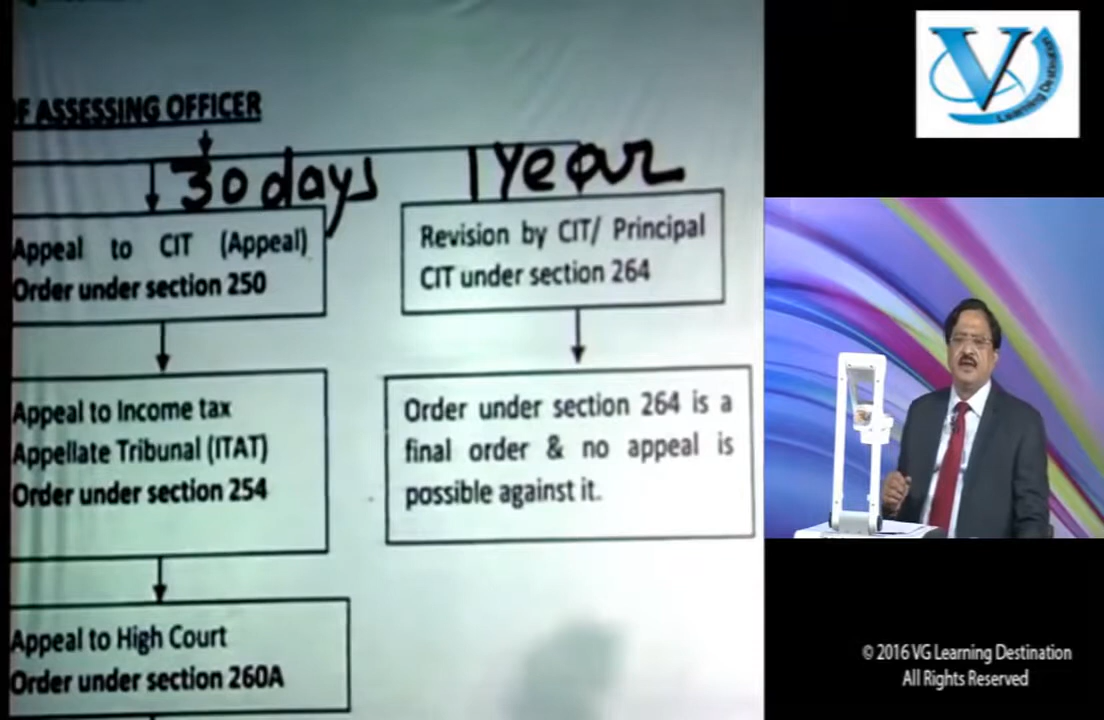 F ASSESSING OFFICER
30 days
1 Year
Appeal to CIT (Appeal)
Order under section 250
Revision by CIT/ Principal
CIT under section 264
Appeal to Income tax
Appellate Tribunal (ITAT)
Order under section 254
Order under section 264 is a
final order & no appeal is
possible against it.
Appeal to High Court
Order under section 260A
V
Learning Destination
© 2016 VG Learning Destination
All Rights Reserved